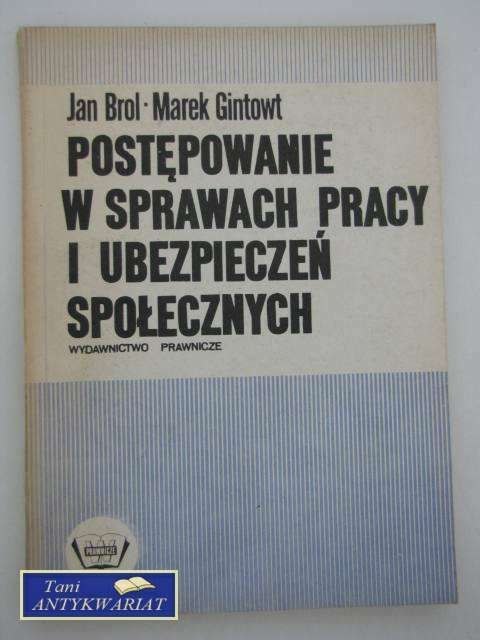 Jan Brol · Marek Gintowt
POSTĘPOWANIE
W SPRAWACH PRACY
I UBEZPIECZEŃ
SPOŁECZNYCH
WYDAWNICTWO PRAWNICZE
PRAWNICZE
Tani
ANTYKWARIAT